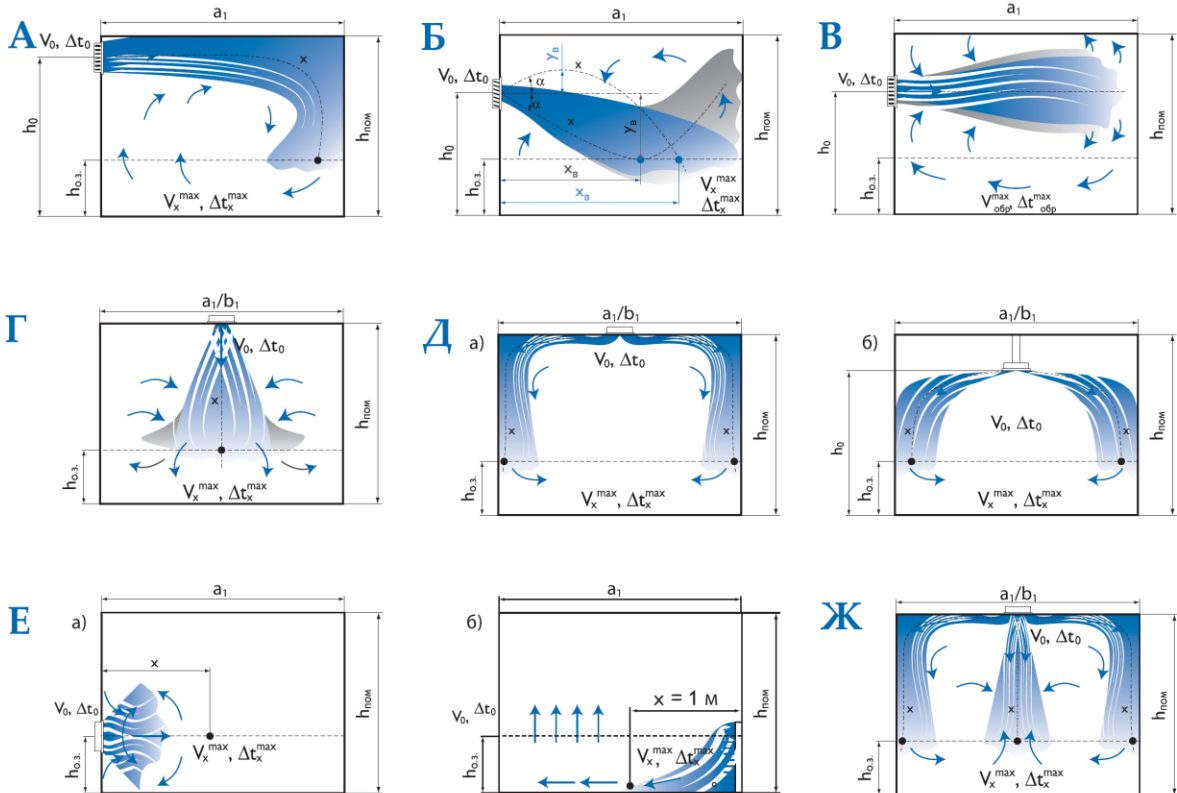 А
a₁
V₀, Δt₀
x
h₀
hпом
hо.з.
Vₓᵐᵃˣ, Δtₓᵐᵃˣ
Б
a₁
V₀, Δt₀
yв
x
α
α
x
yв
h₀
hпом
hо.з.
xв
xв
Vₓᵐᵃˣ
Δtₓᵐᵃˣ
В
a₁
V₀, Δt₀
h₀
hпом
hо.з.
Vобрᵐᵃˣ, Δtобрᵐᵃˣ
Г
a₁/b₁
V₀, Δt₀
x
hпом
hо.з.
Vₓᵐᵃˣ, Δtₓᵐᵃˣ
Д
а)
a₁/b₁
V₀, Δt₀
x
x
hпом
hо.з.
Vₓᵐᵃˣ, Δtₓᵐᵃˣ
б)
a₁/b₁
V₀, Δt₀
h₀
x
x
hпом
hо.з.
Vₓᵐᵃˣ, Δtₓᵐᵃˣ
Е
а)
a₁
x
V₀, Δt₀
hпом
hо.з.
Vₓᵐᵃˣ, Δtₓᵐᵃˣ
б)
a₁
x = 1 м
V₀, Δt₀
hпом
hо.з.
Vₓᵐᵃˣ, Δtₓᵐᵃˣ
Ж
a₁/b₁
V₀, Δt₀
x
x
x
hпом
hо.з.
Vₓᵐᵃˣ, Δtₓᵐᵃˣ